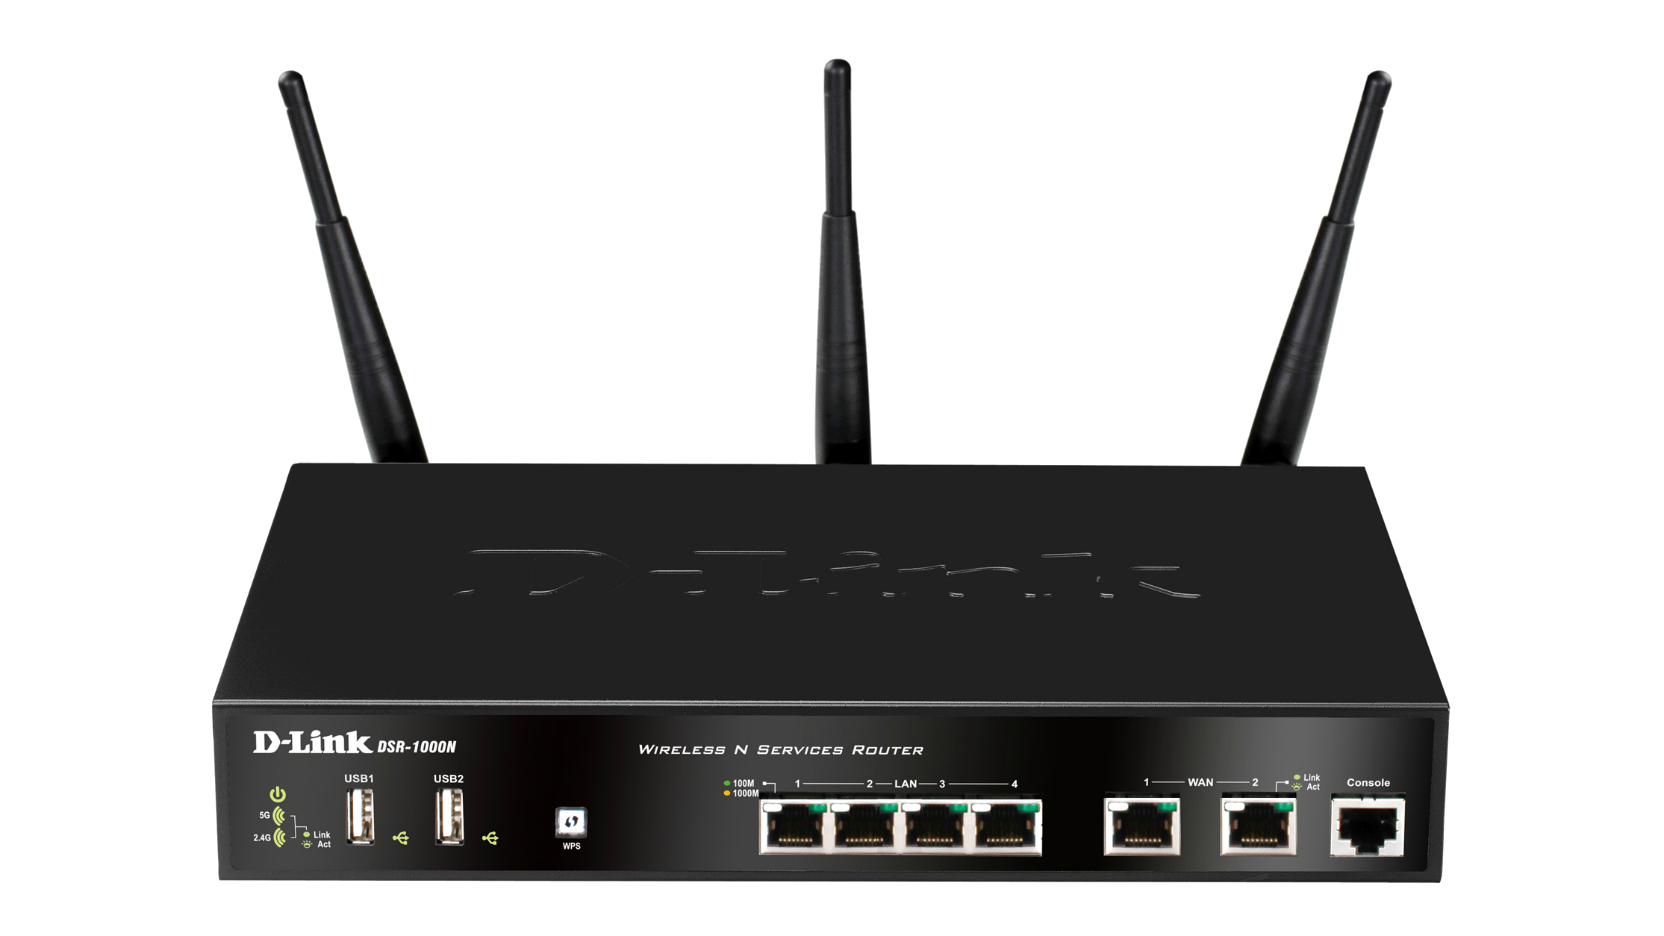 D-Link
D-Link DSR-1000N
WIRELESS N SERVICES ROUTER
USB1
USB2
5G
2.4G
Link
Act
WPS
100M
1000M
1 2 LAN 3 4
1 WAN 2
Link
Act
Console